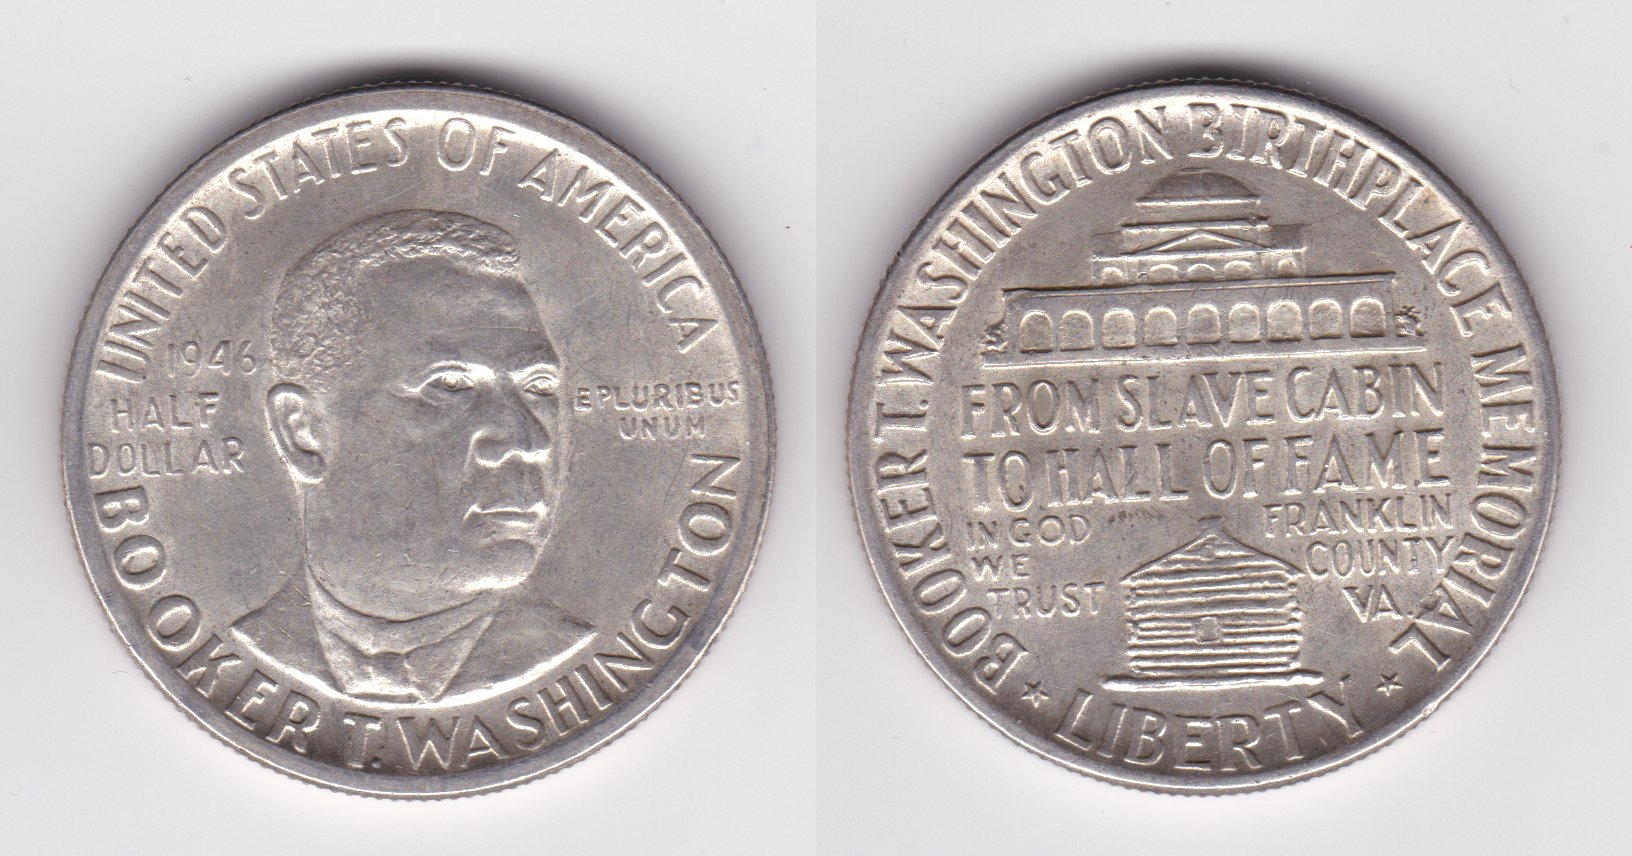 UNITED STATES OF AMERICA
1946
HALF
DOLLAR
E PLURIBUS
UNUM
BOOKER T. WASHINGTON
BOOKER T. WASHINGTON BIRTHPLACE MEMORIAL
FROM SLAVE CABIN
TO HALL OF FAME
IN GOD
WE
TRUST
FRANKLIN
COUNTY
VA.
LIBERTY